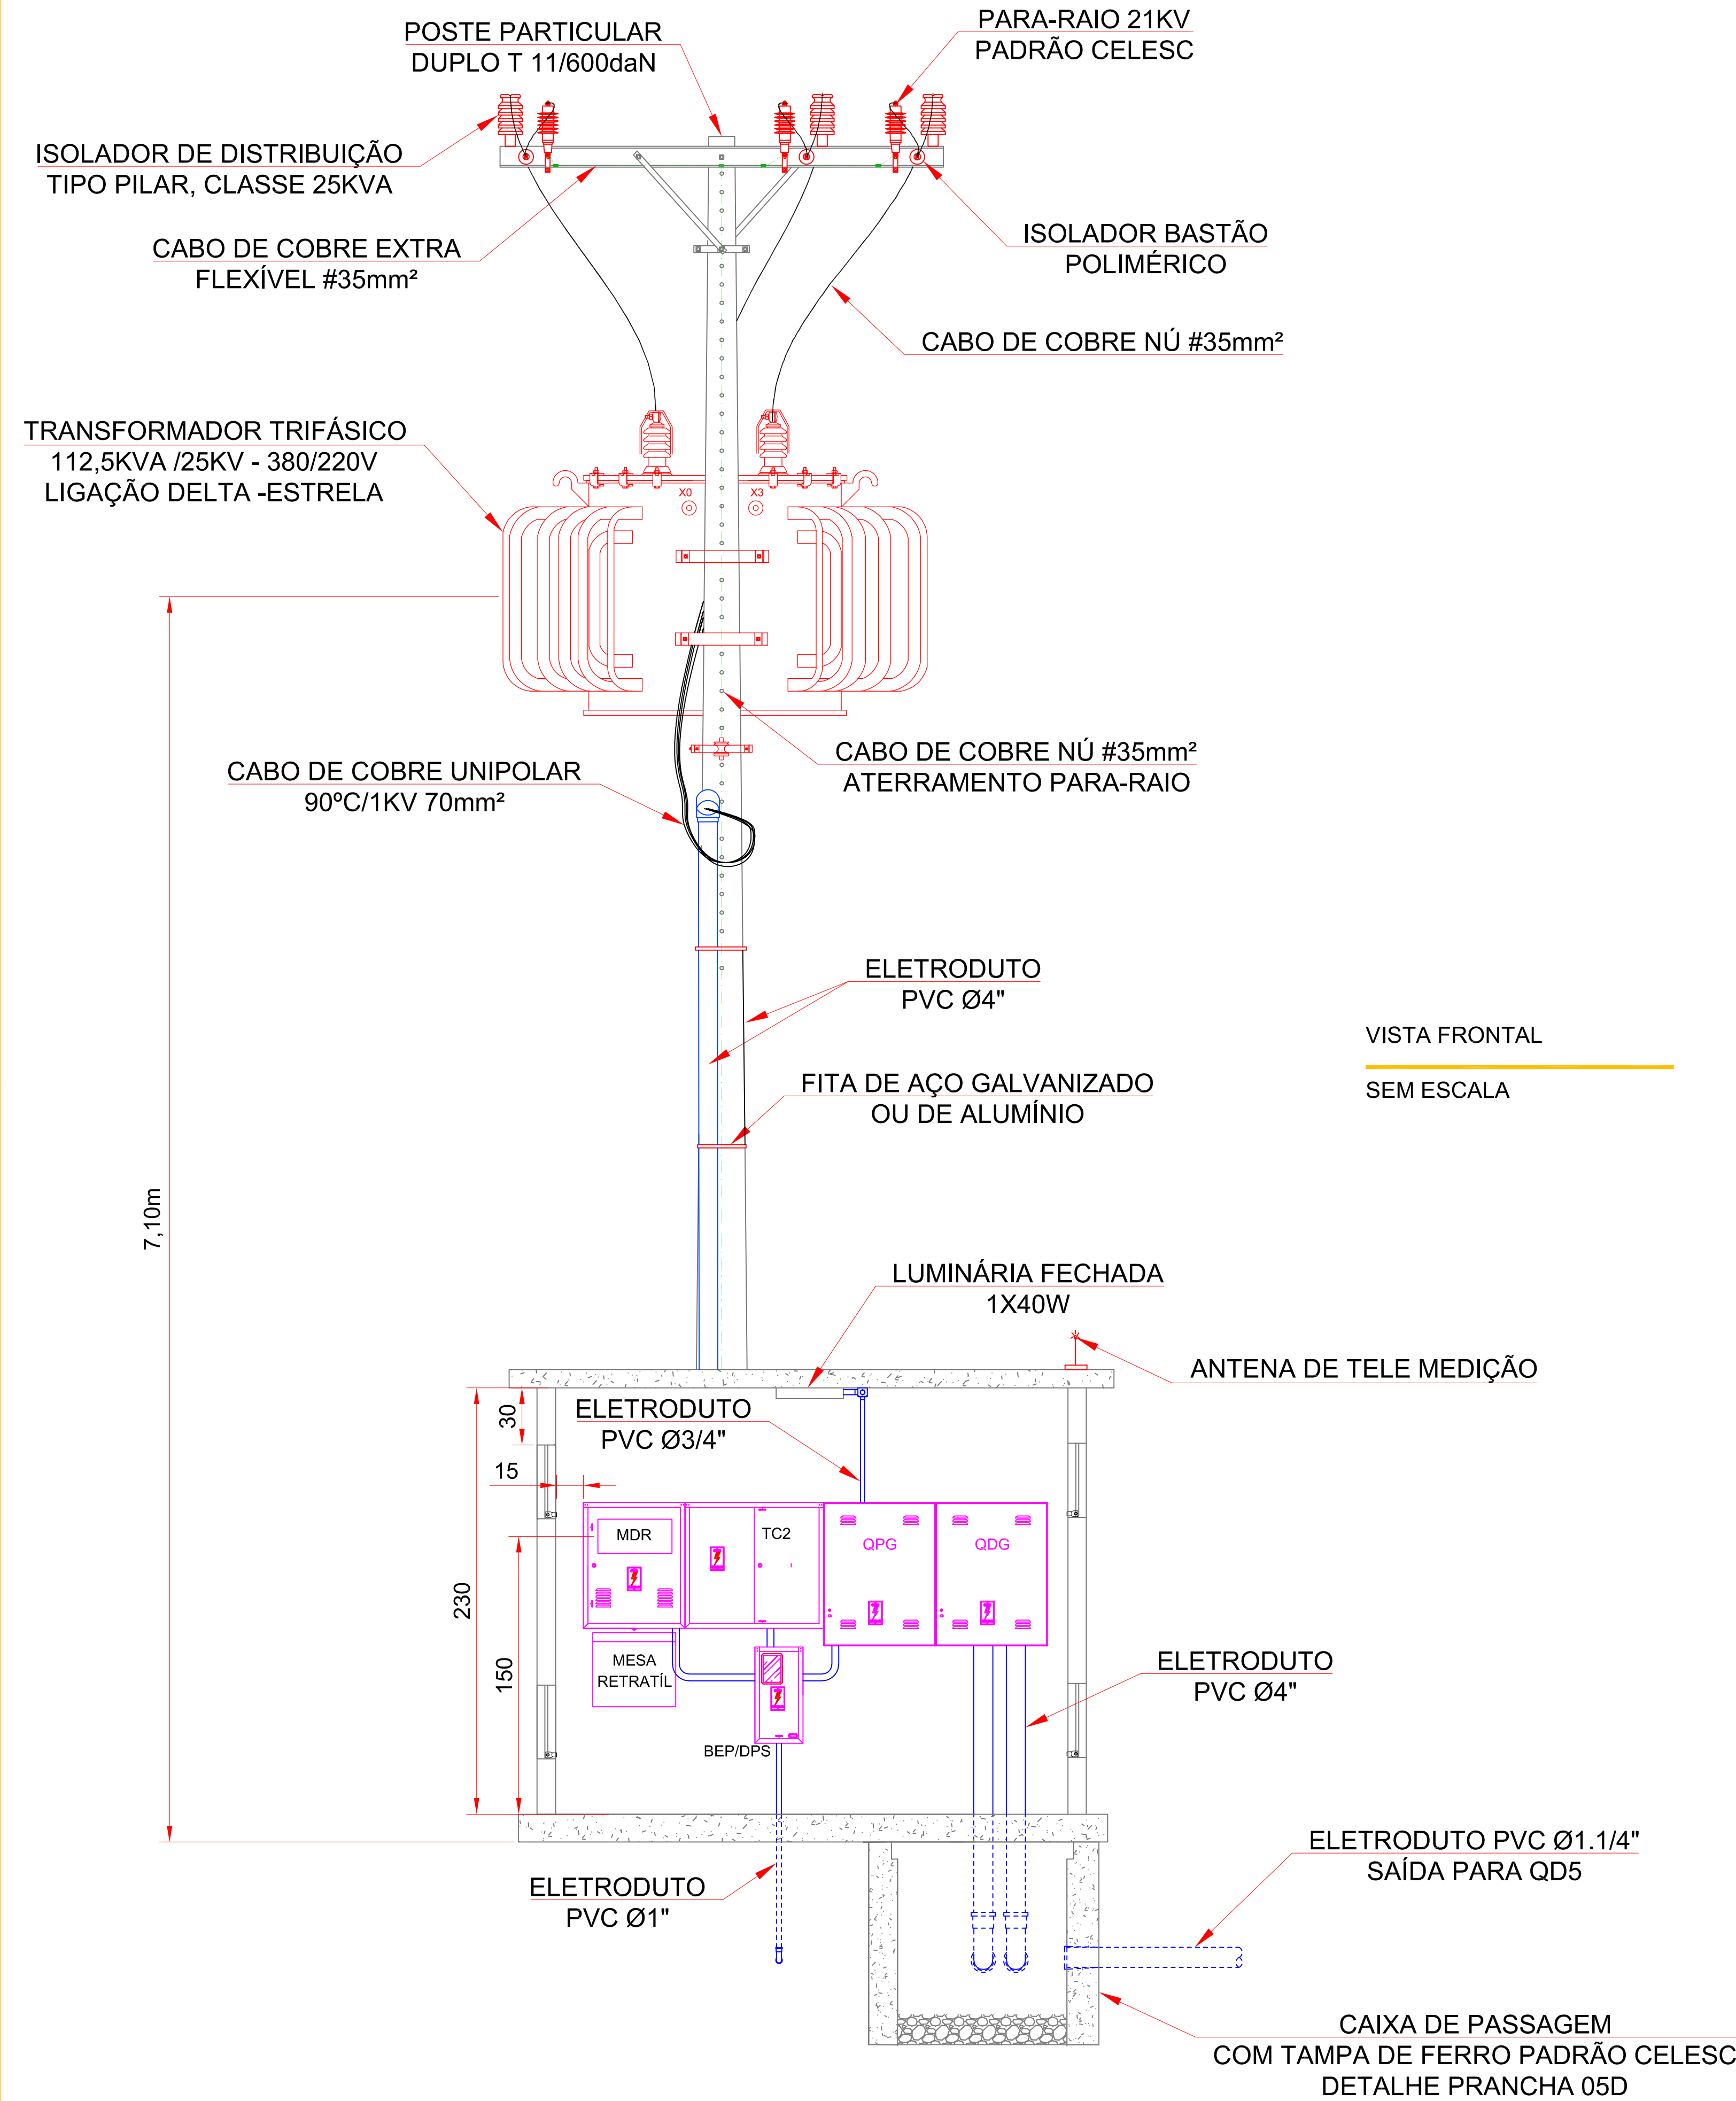 POSTE PARTICULAR
DUPLO T 11/600daN
PARA-RAIO 21KV
PADRÃO CELESC
ISOLADOR DE DISTRIBUIÇÃO
TIPO PILAR, CLASSE 25KVA
CABO DE COBRE EXTRA
FLEXÍVEL #35mm²
ISOLADOR BASTÃO
POLIMÉRICO
CABO DE COBRE NÚ #35mm²
TRANSFORMADOR TRIFÁSICO
112,5KVA /25KV - 380/220V
LIGAÇÃO DELTA -ESTRELA
X0
X3
CABO DE COBRE NÚ #35mm²
ATERRAMENTO PARA-RAIO
CABO DE COBRE UNIPOLAR
90ºC/1KV 70mm²
ELETRODUTO
PVC Ø4"
VISTA FRONTAL
SEM ESCALA
FITA DE AÇO GALVANIZADO
OU DE ALUMÍNIO
7,10m
LUMINÁRIA FECHADA
1X40W
ANTENA DE TELE MEDIÇÃO
30
ELETRODUTO
PVC Ø3/4"
15
MDR
TC2
QPG
QDG
230
150
MESA
RETRATÍL
ELETRODUTO
PVC Ø4"
BEP/DPS
ELETRODUTO PVC Ø1.1/4"
SAÍDA PARA QD5
ELETRODUTO
PVC Ø1"
CAIXA DE PASSAGEM
COM TAMPA DE FERRO PADRÃO CELESC
DETALHE PRANCHA 05D